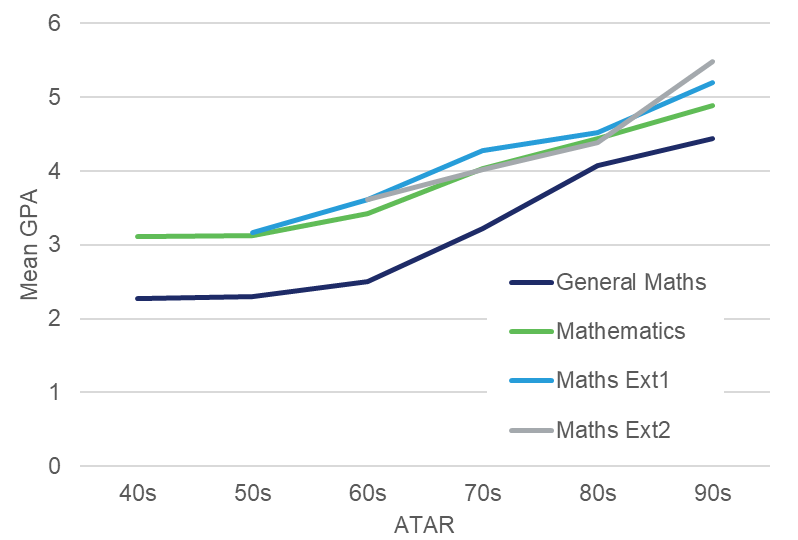 6
5
4
3
2
1
0
Mean GPA
General Maths
Mathematics
Maths Ext1
Maths Ext2
40s 50s 60s 70s 80s 90s
ATAR